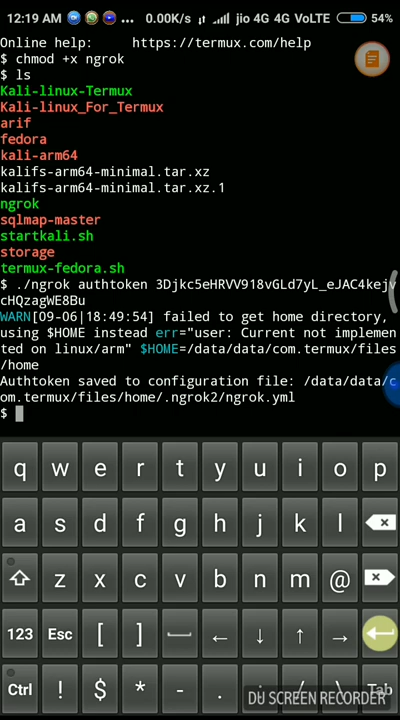 12:19 AM ... 0.00K/s jio 4G 4G VoLTE 54%
Online help: https://termux.com/help
$ chmod +x ngrok
$ ls
Kali-linux-Termux
Kali-linux_For_Termux
arif
fedora
kali-arm64
kalifs-arm64-minimal.tar.xz
kalifs-arm64-minimal.tar.xz.1
ngrok
sqlmap-master
startkali.sh
storage
termux-fedora.sh
$ ./ngrok authtoken 3Djkc5eHRVV918vGLd7yL_eJAC4kejv
cHQzagWE8Bu
WARN[09-06|18:49:54] failed to get home directory,
using $HOME instead err="user: Current not implemen
ted on linux/arm" $HOME=/data/data/com.termux/files
/home
Authtoken saved to configuration file: /data/data/c
om.termux/files/home/.ngrok2/ngrok.yml
$
q w e r t y u i o p
a s d f g h j k l
z x c v b n m @
123 Esc [ ] ← ↓ ↑ →
Ctrl ! $ * - . : / \ Tab
DU SCREEN RECORDER